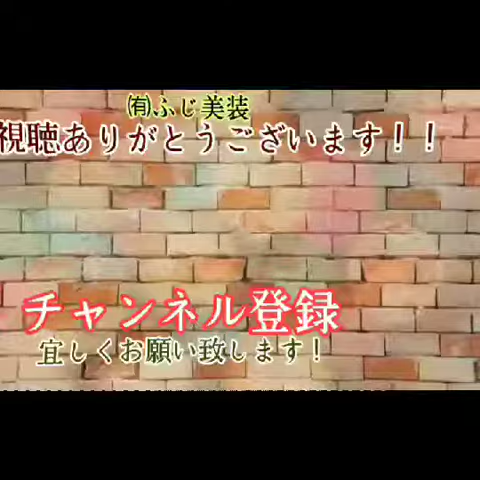 ㈲ふじ美装
視聴ありがとうございます！！
チャンネル登録
宜しくお願い致します！